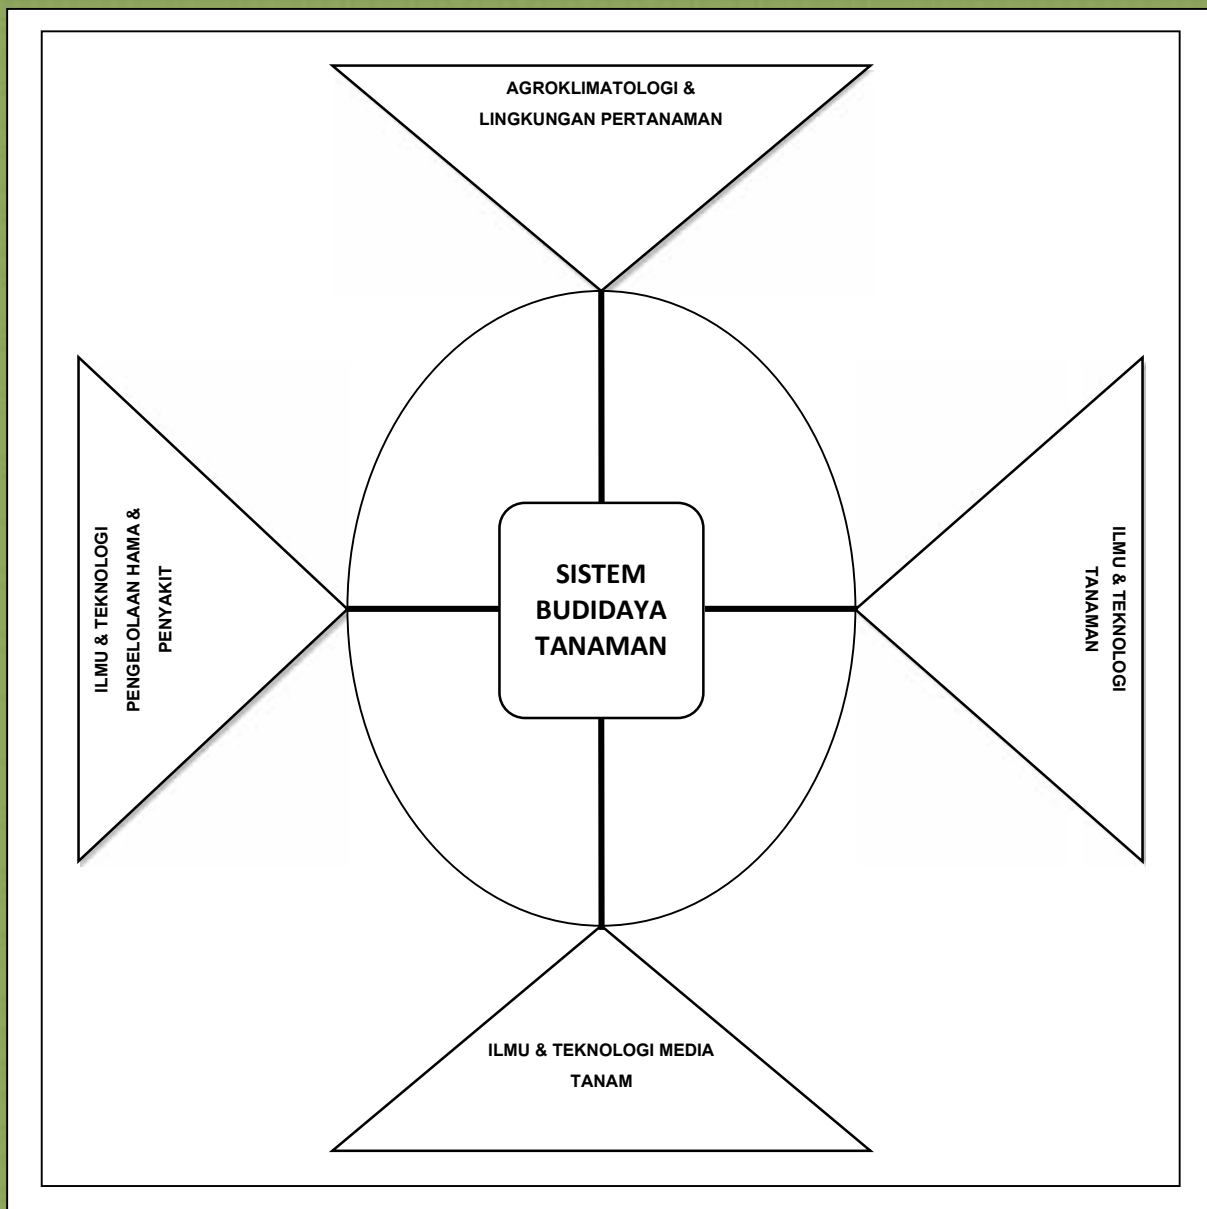 AGROKLIMATOLOGI &
LINGKUNGAN PERTANAMAN
ILMU & TEKNOLOGI
PENGELOLAAN HAMA &
PENYAKIT
SISTEM
BUDIDAYA
TANAMAN
ILMU & TEKNOLOGI
TANAMAN
ILMU & TEKNOLOGI MEDIA
TANAM